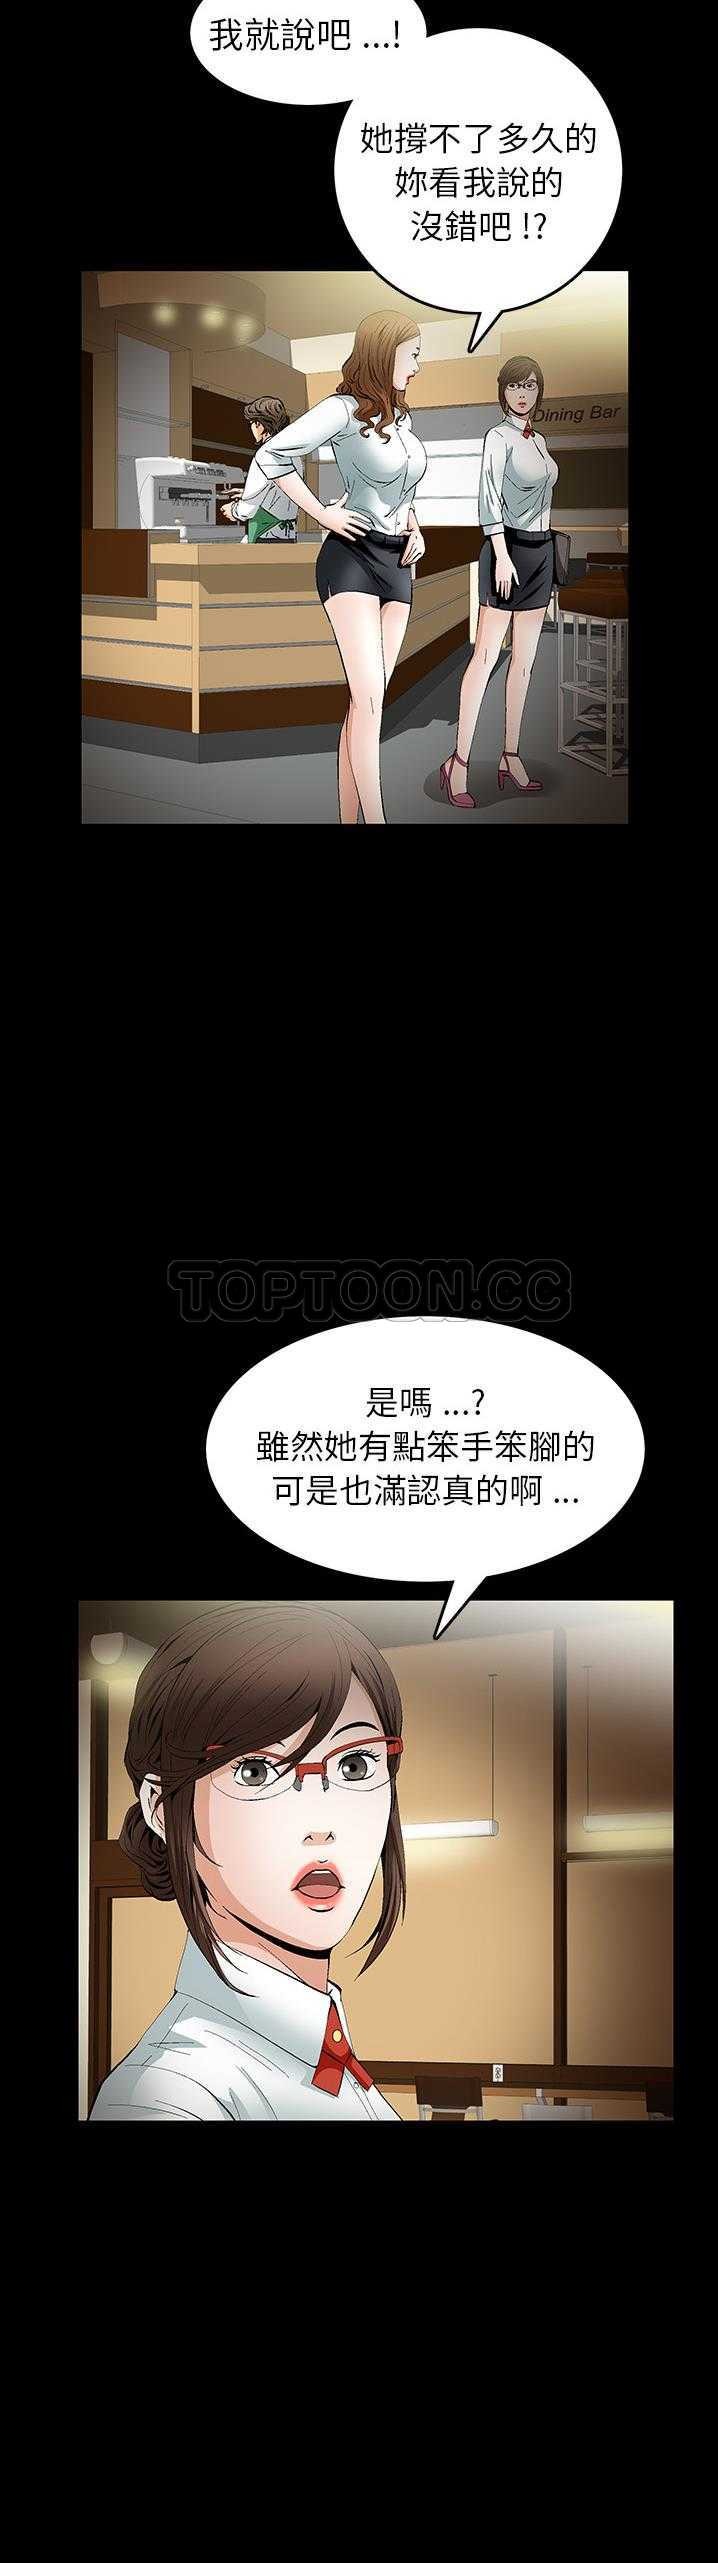 我就說吧 ...!
她撐不了多久的
妳看我說的
沒錯吧 !?
Dining Bar
TOPTOON.CC
是嗎 ...?
雖然她有點笨手笨腳的
可是也滿認真的啊 ...